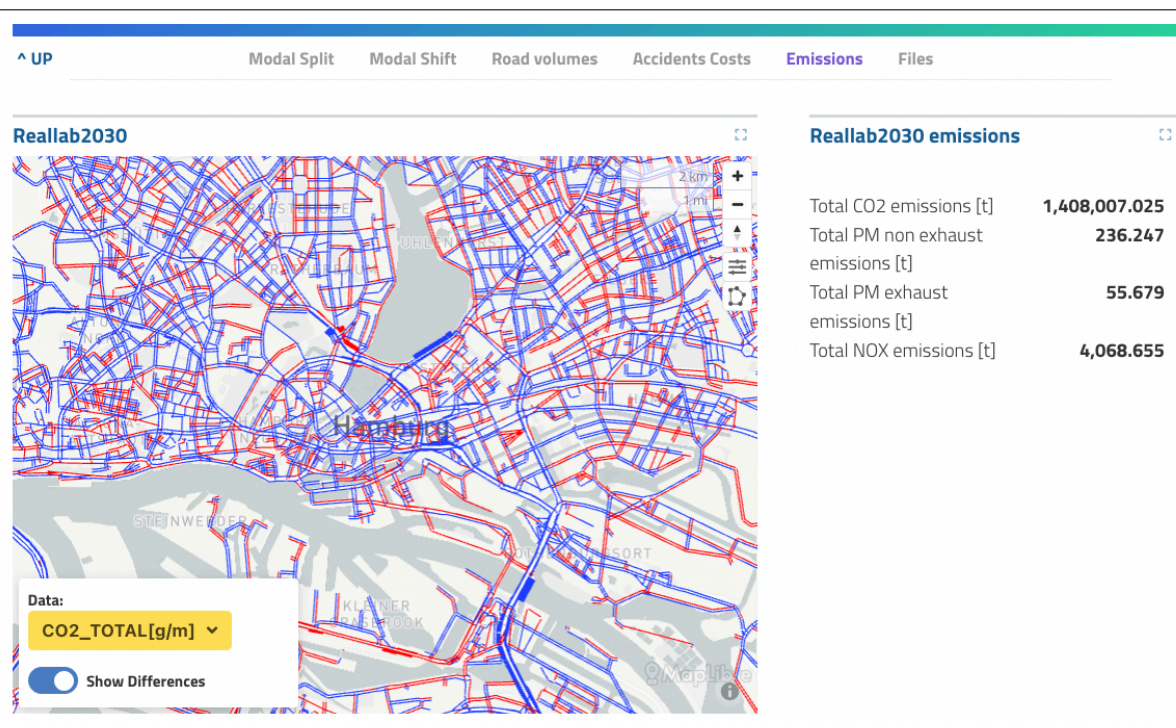 ^ UP
Modal Split
Modal Shift
Road volumes
Accidents Costs
Emissions
Files
Reallab2030
2 km
1 mi
UHLENHORST
Hamburg
STEINWERDER
KLEINER
GRASBROOK
Data:
CO2_TOTAL[g/m]
Show Differences
MapLibre
Reallab2030 emissions
Total CO2 emissions [t] 1,408,007.025
Total PM non exhaust 236.247
emissions [t]
Total PM exhaust 55.679
emissions [t]
Total NOX emissions [t] 4,068.655